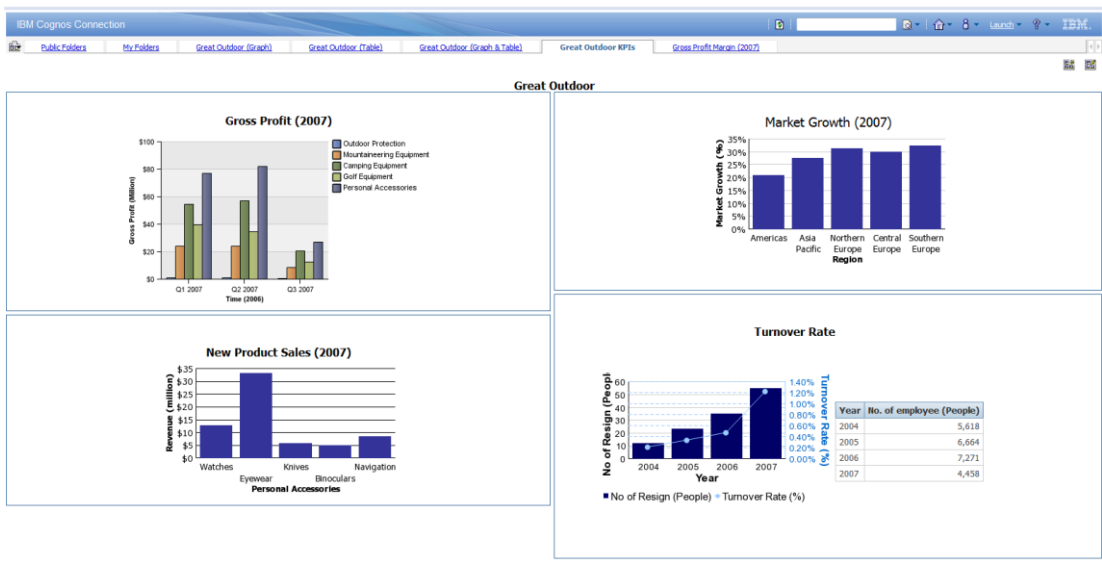 IBM Cognos Connection
Launch
IBM.
Public Folders My Folders Great Outdoor (Graph) Great Outdoor (Table) Great Outdoor (Graph & Table) Great Outdoor KPIs Gross Profit Margin (2007)
Great Outdoor
Gross Profit (2007)
Gross Profit (Million)
$100
$80
$60
$40
$20
$0
Q1 2007 Q2 2007 Q3 2007
Time (2006)
Outdoor Protection
Mountaineering Equipment
Camping Equipment
Golf Equipment
Personal Accessories
Market Growth (2007)
Market Growth (%)
35%
30%
25%
20%
15%
10%
5%
0%
Americas Asia Pacific Northern Europe Central Europe Southern Europe
Region
New Product Sales (2007)
Revenue (million)
$35
$30
$25
$20
$15
$10
$5
$0
Watches Eyewear Knives Binoculars Navigation
Personal Accessories
Turnover Rate
No of Resign (Peopl
60
50
40
30
20
10
0
2004 2005 2006 2007
Year
1.40%
1.20%
1.00%
0.80%
0.60%
0.40%
0.20%
0.00%
Turnover Rate (%)
No of Resign (People) Turnover Rate (%)
Year No. of employee (People)
2004 5,618
2005 6,664
2006 7,271
2007 4,458